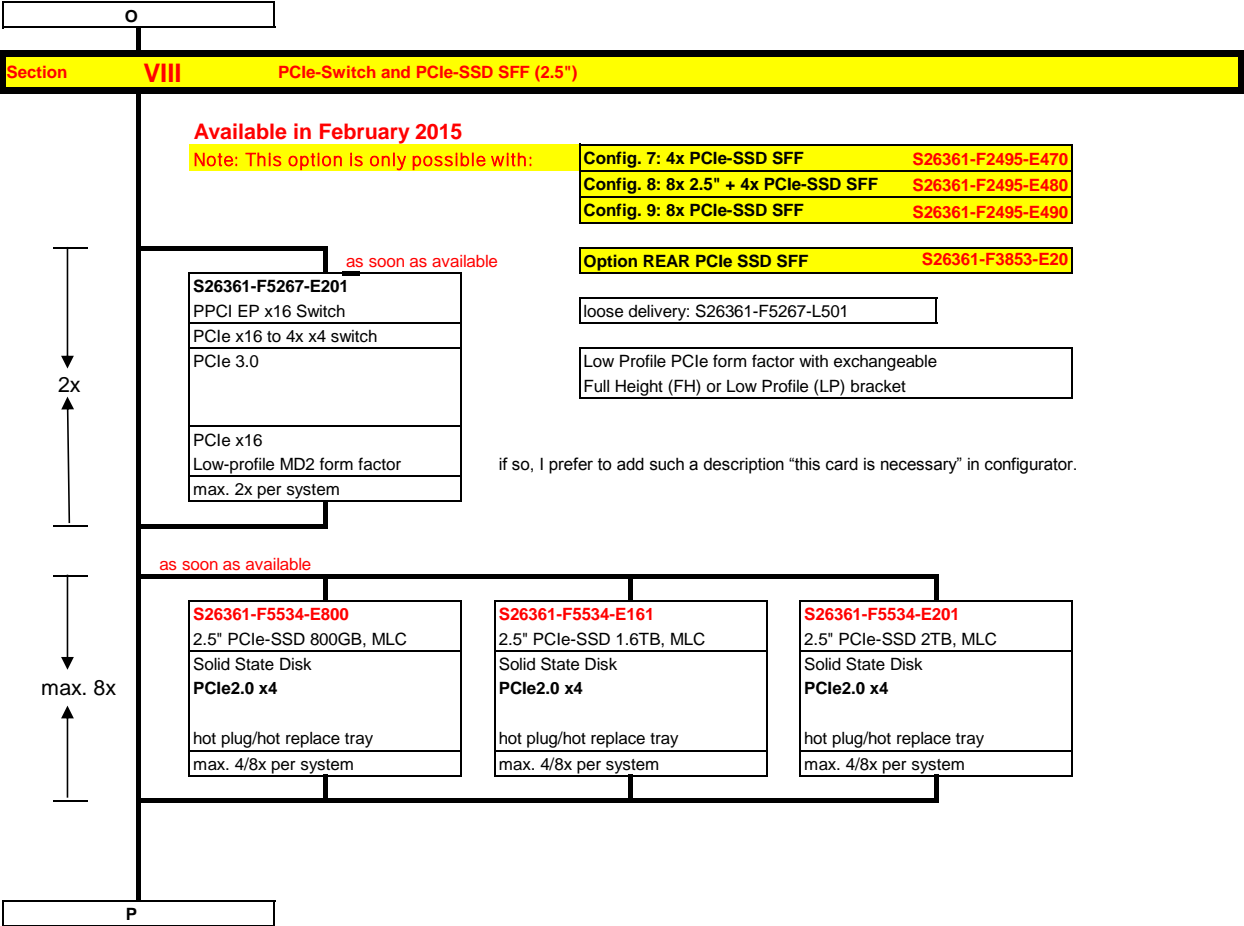 O
Section VIII PCIe-Switch and PCIe-SSD SFF (2.5")
Available in February 2015
Note: This option is only possible with:
Config. 7: 4x PCIe-SSD SFF S26361-F2495-E470
Config. 8: 8x 2.5" + 4x PCIe-SSD SFF S26361-F2495-E480
Config. 9: 8x PCIe-SSD SFF S26361-F2495-E490
as soon as available
Option REAR PCIe SSD SFF S26361-F3853-E20
S26361-F5267-E201
PPCI EP x16 Switch
PCIe x16 to 4x x4 switch
PCIe 3.0
PCIe x16
Low-profile MD2 form factor
max. 2x per system
loose delivery: S26361-F5267-L501
Low Profile PCIe form factor with exchangeable
Full Height (FH) or Low Profile (LP) bracket
2x
if so, I prefer to add such a description “this card is necessary” in configurator.
as soon as available
max. 8x
S26361-F5534-E800
2.5" PCIe-SSD 800GB, MLC
Solid State Disk
PCIe2.0 x4
hot plug/hot replace tray
max. 4/8x per system
S26361-F5534-E161
2.5" PCIe-SSD 1.6TB, MLC
Solid State Disk
PCIe2.0 x4
hot plug/hot replace tray
max. 4/8x per system
S26361-F5534-E201
2.5" PCIe-SSD 2TB, MLC
Solid State Disk
PCIe2.0 x4
hot plug/hot replace tray
max. 4/8x per system
P